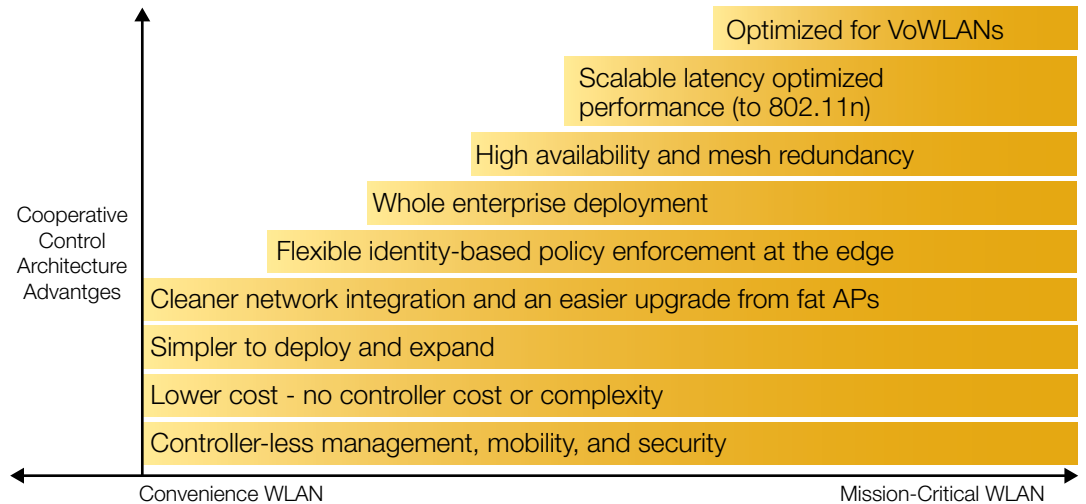 Optimized for VoWLANs
Scalable latency optimized
performance (to 802.11n)
High availability and mesh redundancy
Whole enterprise deployment
Flexible identity-based policy enforcement at the edge
Cleaner network integration and an easier upgrade from fat APs
Simpler to deploy and expand
Lower cost - no controller cost or complexity
Controller-less management, mobility, and security
Cooperative
Control
Architecture
Advantges
Convenience WLAN
Mission-Critical WLAN